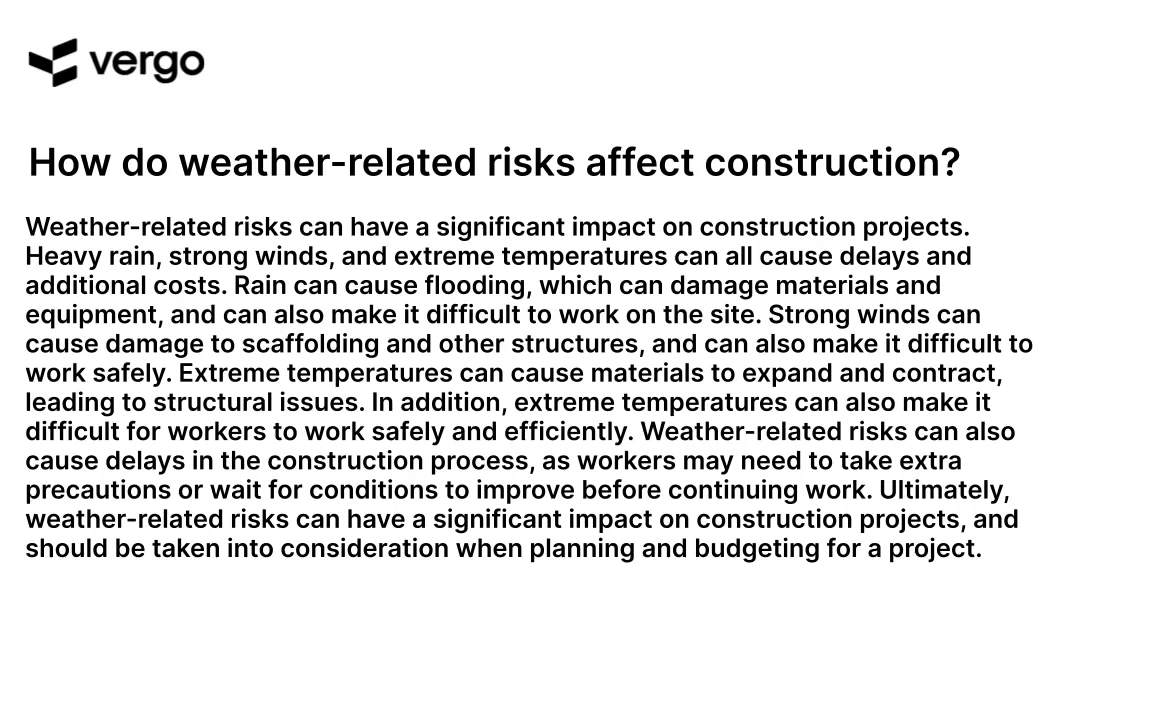 vergo
How do weather-related risks affect construction?
Weather-related risks can have a significant impact on construction projects.
Heavy rain, strong winds, and extreme temperatures can all cause delays and
additional costs. Rain can cause flooding, which can damage materials and
equipment, and can also make it difficult to work on the site. Strong winds can
cause damage to scaffolding and other structures, and can also make it difficult to
work safely. Extreme temperatures can cause materials to expand and contract,
leading to structural issues. In addition, extreme temperatures can also make it
difficult for workers to work safely and efficiently. Weather-related risks can also
cause delays in the construction process, as workers may need to take extra
precautions or wait for conditions to improve before continuing work. Ultimately,
weather-related risks can have a significant impact on construction projects, and
should be taken into consideration when planning and budgeting for a project.